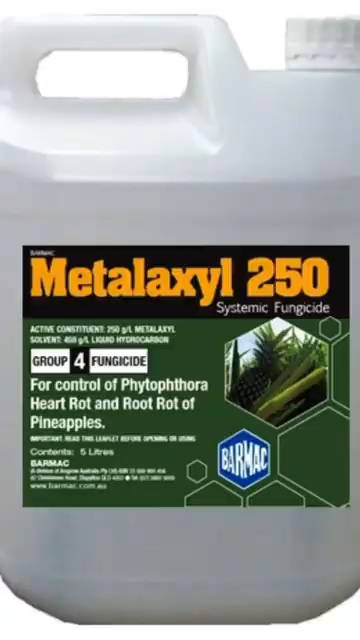 BARMAC
Metalaxyl 250
Systemic Fungicide
ACTIVE CONSTITUENT: 250 g/L METALAXYL
SOLVENT: 458 g/L LIQUID HYDROCARBON
GROUP 4 FUNGICIDE
For control of Phytophthora
Heart Rot and Root Rot of
Pineapples.
IMPORTANT: READ THIS LEAFLET BEFORE OPENING OR USING
Contents: 5 Litres
BARMAC
www.barmac.com.au
BARMAC